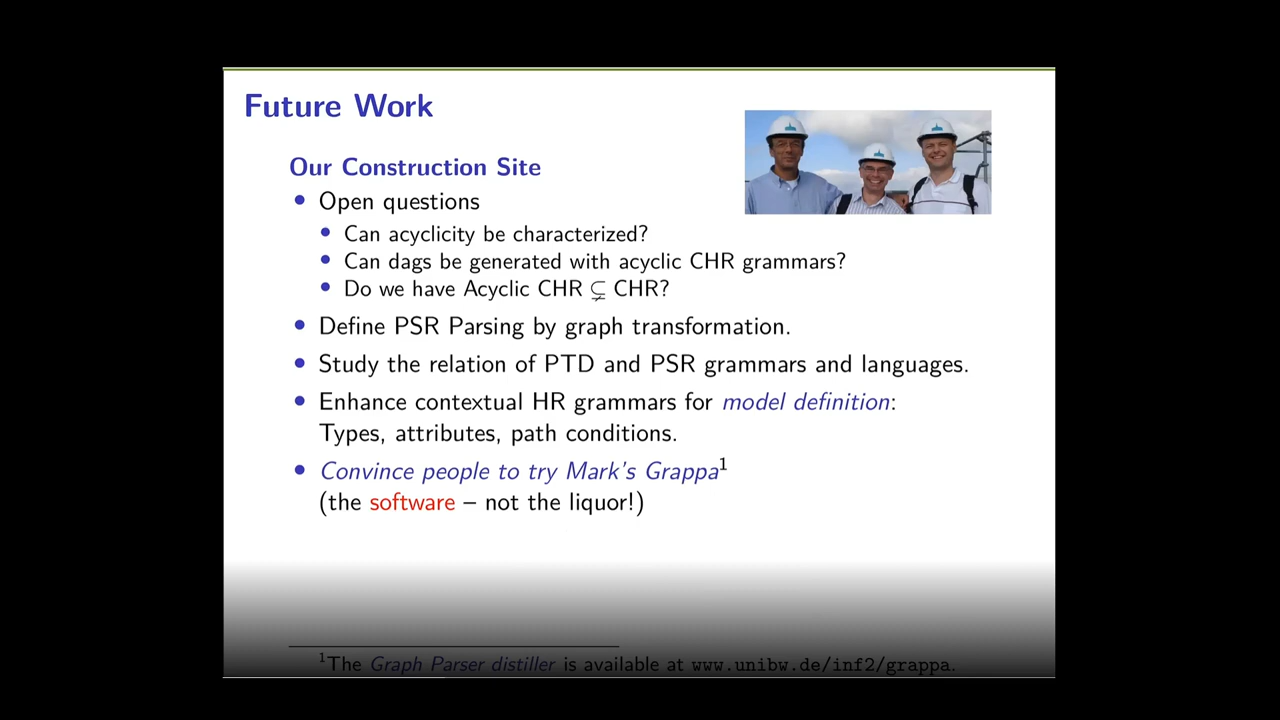 Future Work
Our Construction Site
• Open questions
• Can acyclicity be characterized?
• Can dags be generated with acyclic CHR grammars?
• Do we have Acyclic CHR ⊊ CHR?
• Define PSR Parsing by graph transformation.
• Study the relation of PTD and PSR grammars and languages.
• Enhance contextual HR grammars for model definition:
Types, attributes, path conditions.
• Convince people to try Mark's Grappa¹
(the software – not the liquor!)
¹The Graph Parser distiller is available at www.unibw.de/inf2/grappa.